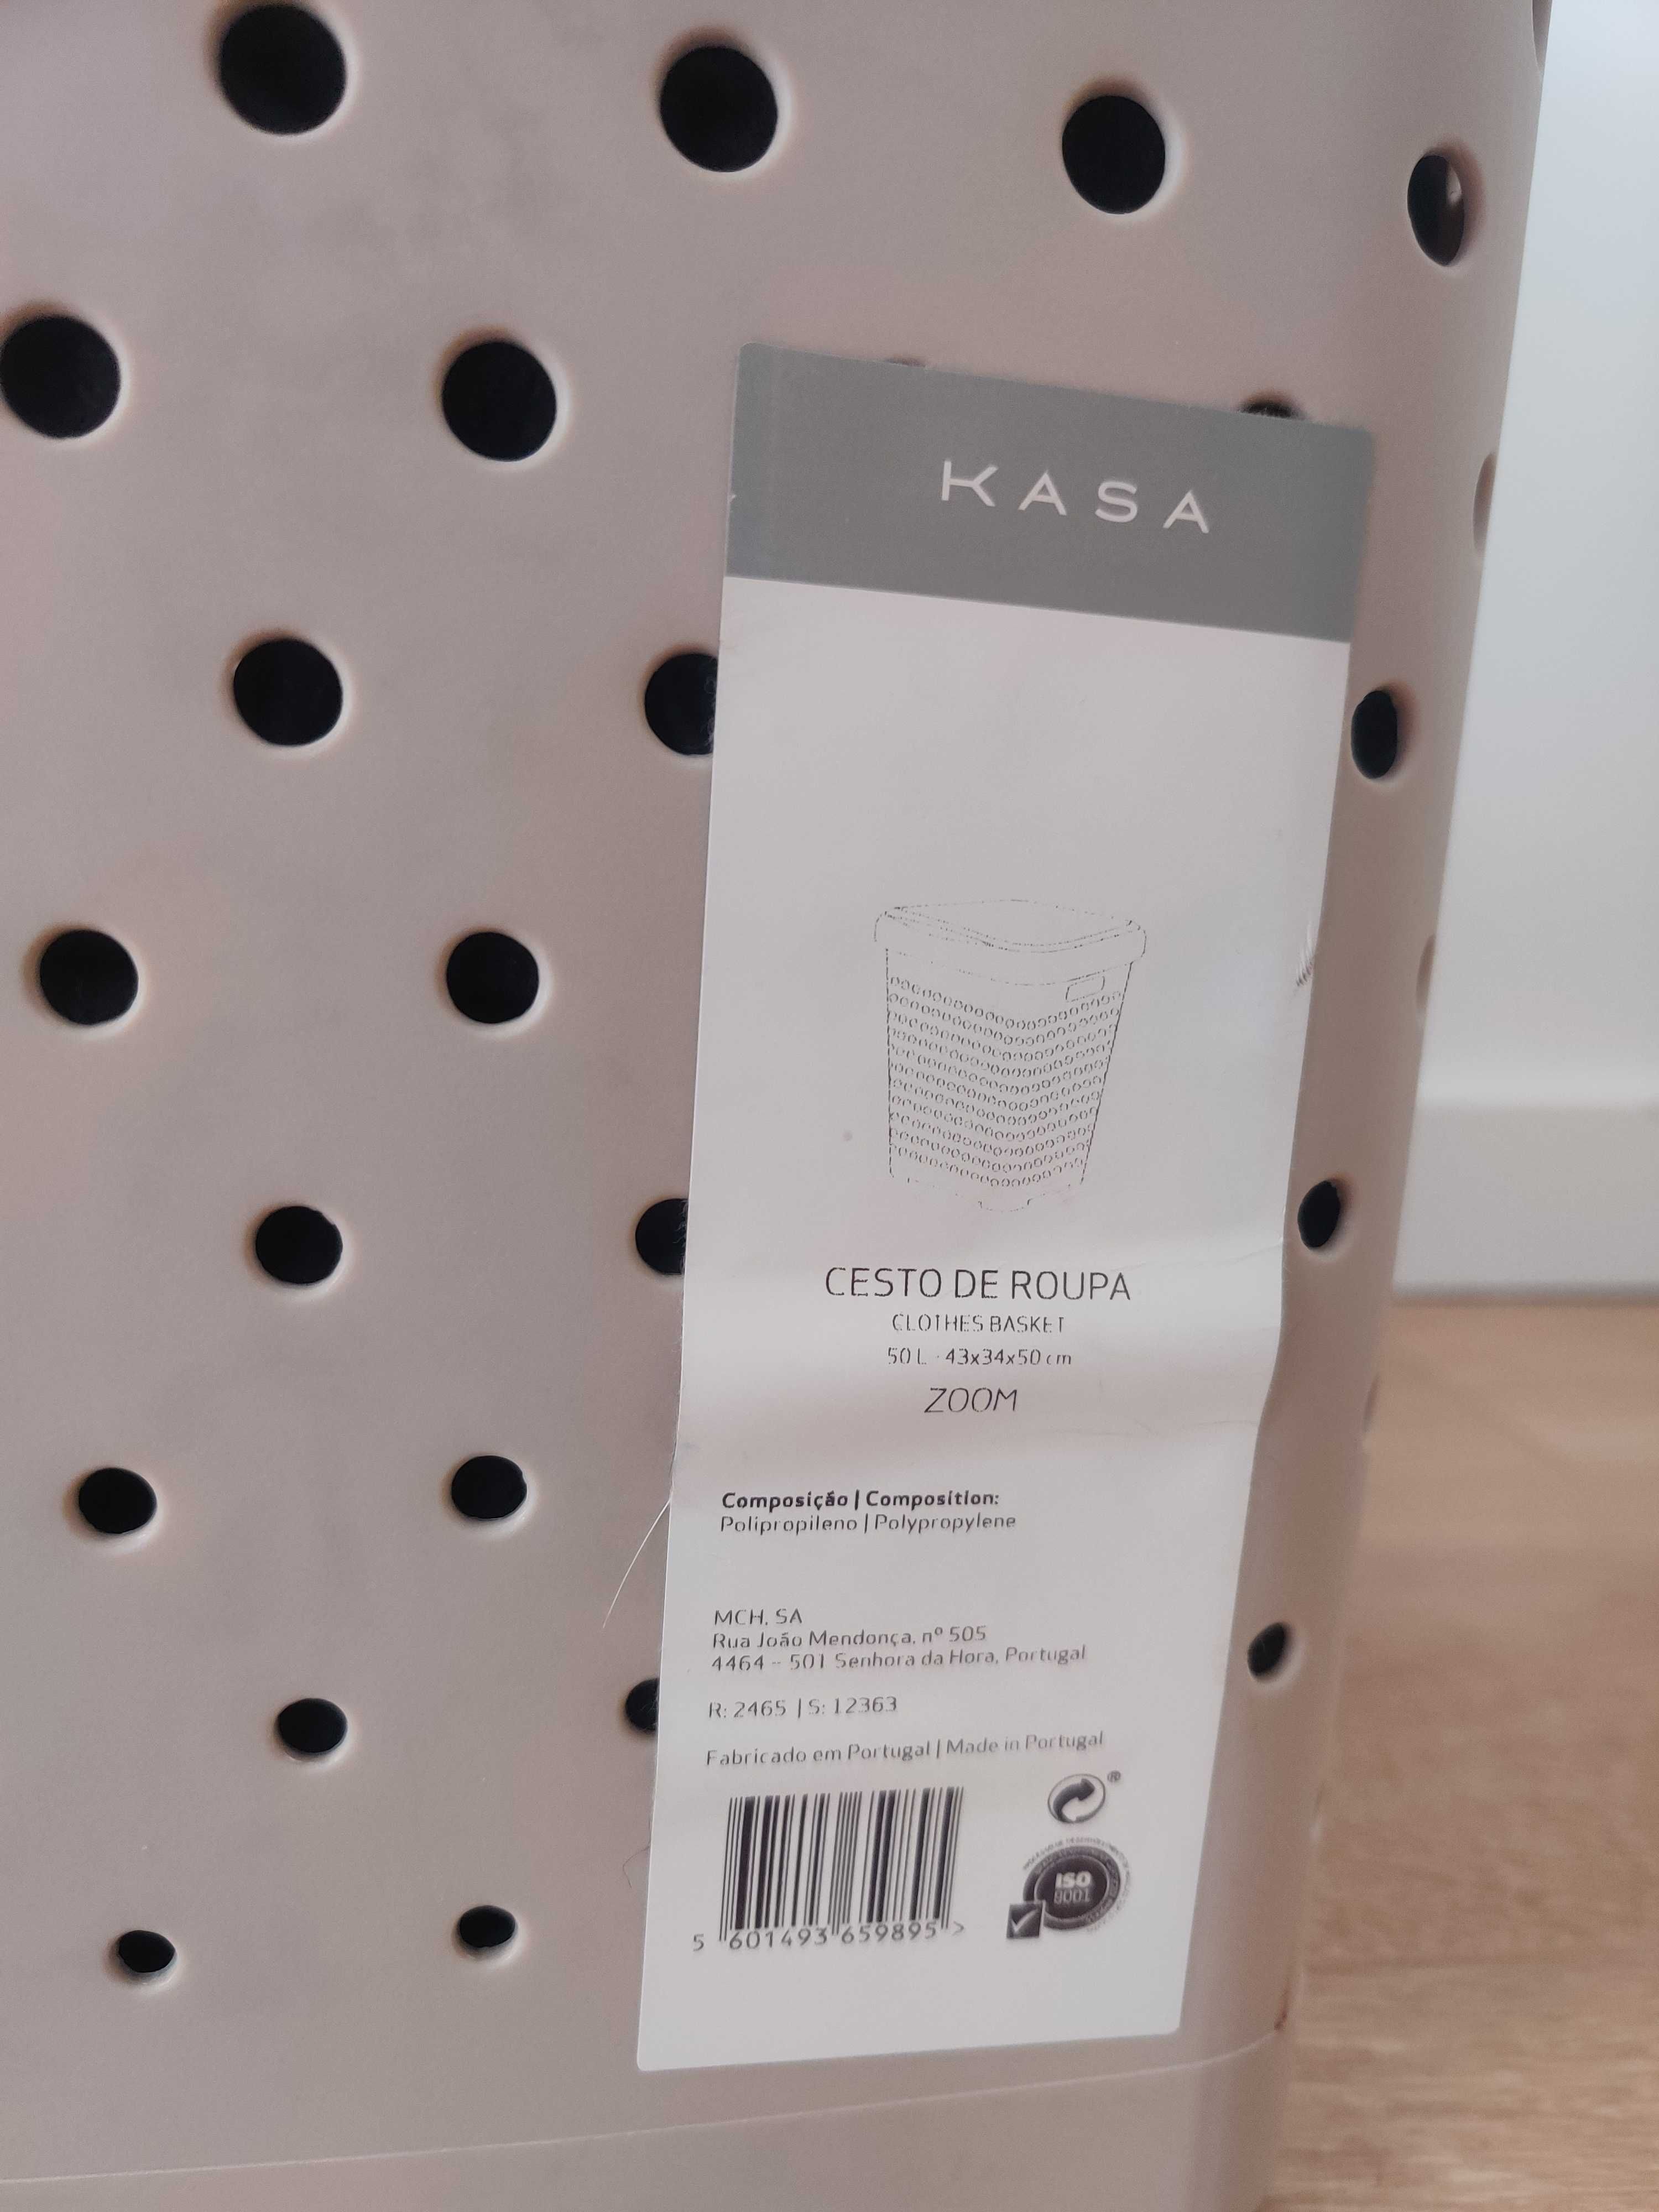 KASA
CESTO DE ROUPA
CLOTHES BASKET
50 L · 43x34x50 cm
ZOOM
Composição | Composition:
Polipropileno | Polypropylene
MCH, SA
Rua João Mendonça, nº 505
4464 - 501 Senhora da Hora, Portugal
R: 2465 | S: 12363
Fabricado em Portugal | Made in Portugal
®
ISO
9001
5 601493 659895 >